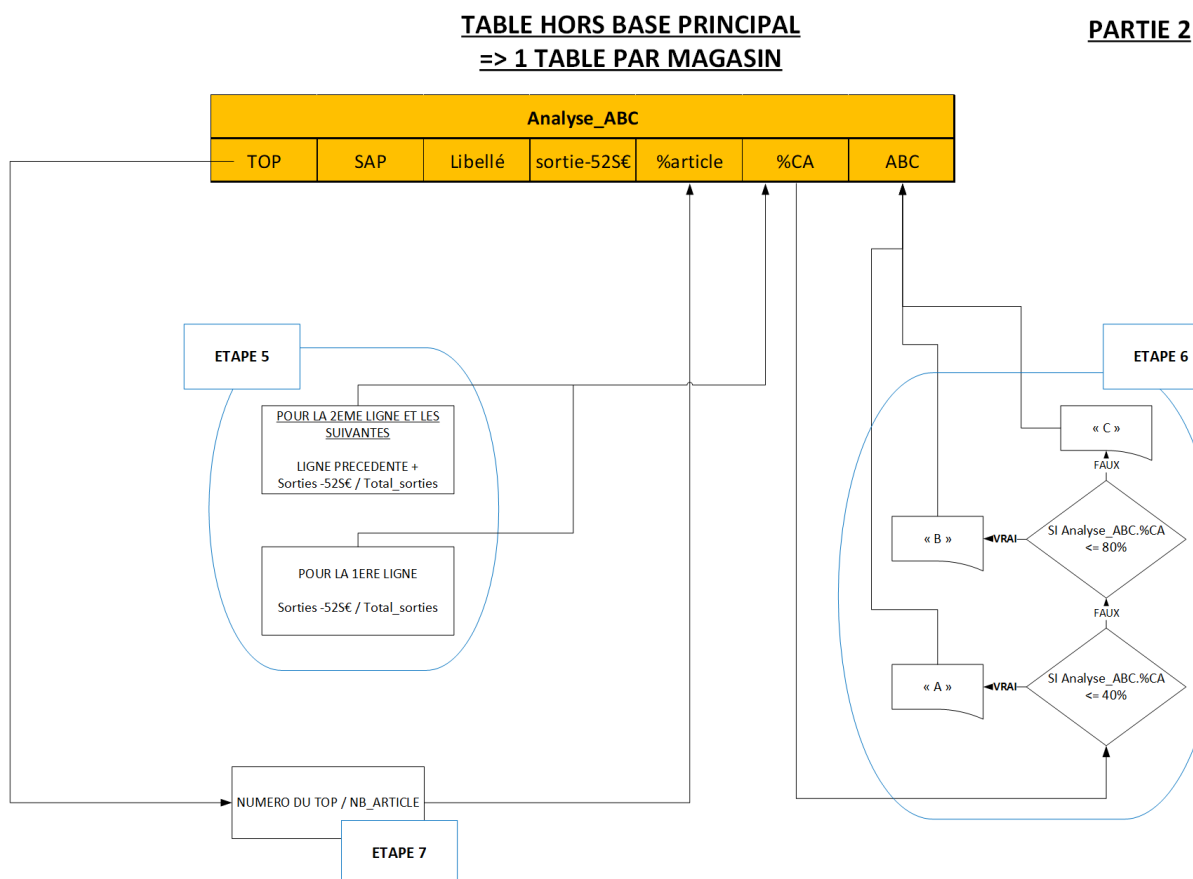 TABLE HORS BASE PRINCIPAL
=> 1 TABLE PAR MAGASIN
PARTIE 2
Analyse_ABC
TOP
SAP
Libellé
sortie-52S€
%article
%CA
ABC
ETAPE 5
POUR LA 2EME LIGNE ET LES
SUIVANTES
LIGNE PRECEDENTE +
Sorties -52S€ / Total_sorties
POUR LA 1ERE LIGNE
Sorties -52S€ / Total_sorties
ETAPE 6
« C »
FAUX
SI Analyse_ABC.%CA
<= 80%
VRAI
« B »
FAUX
SI Analyse_ABC.%CA
<= 40%
VRAI
« A »
NUMERO DU TOP / NB_ARTICLE
ETAPE 7